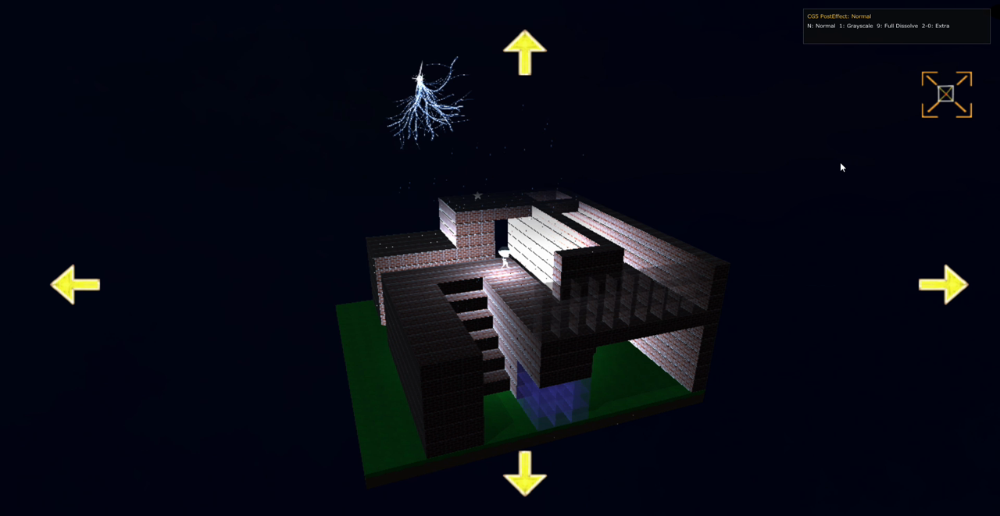 CG5 PostEffect: Normal
N: Normal 1: Grayscale 9: Full Dissolve 2-0: Extra